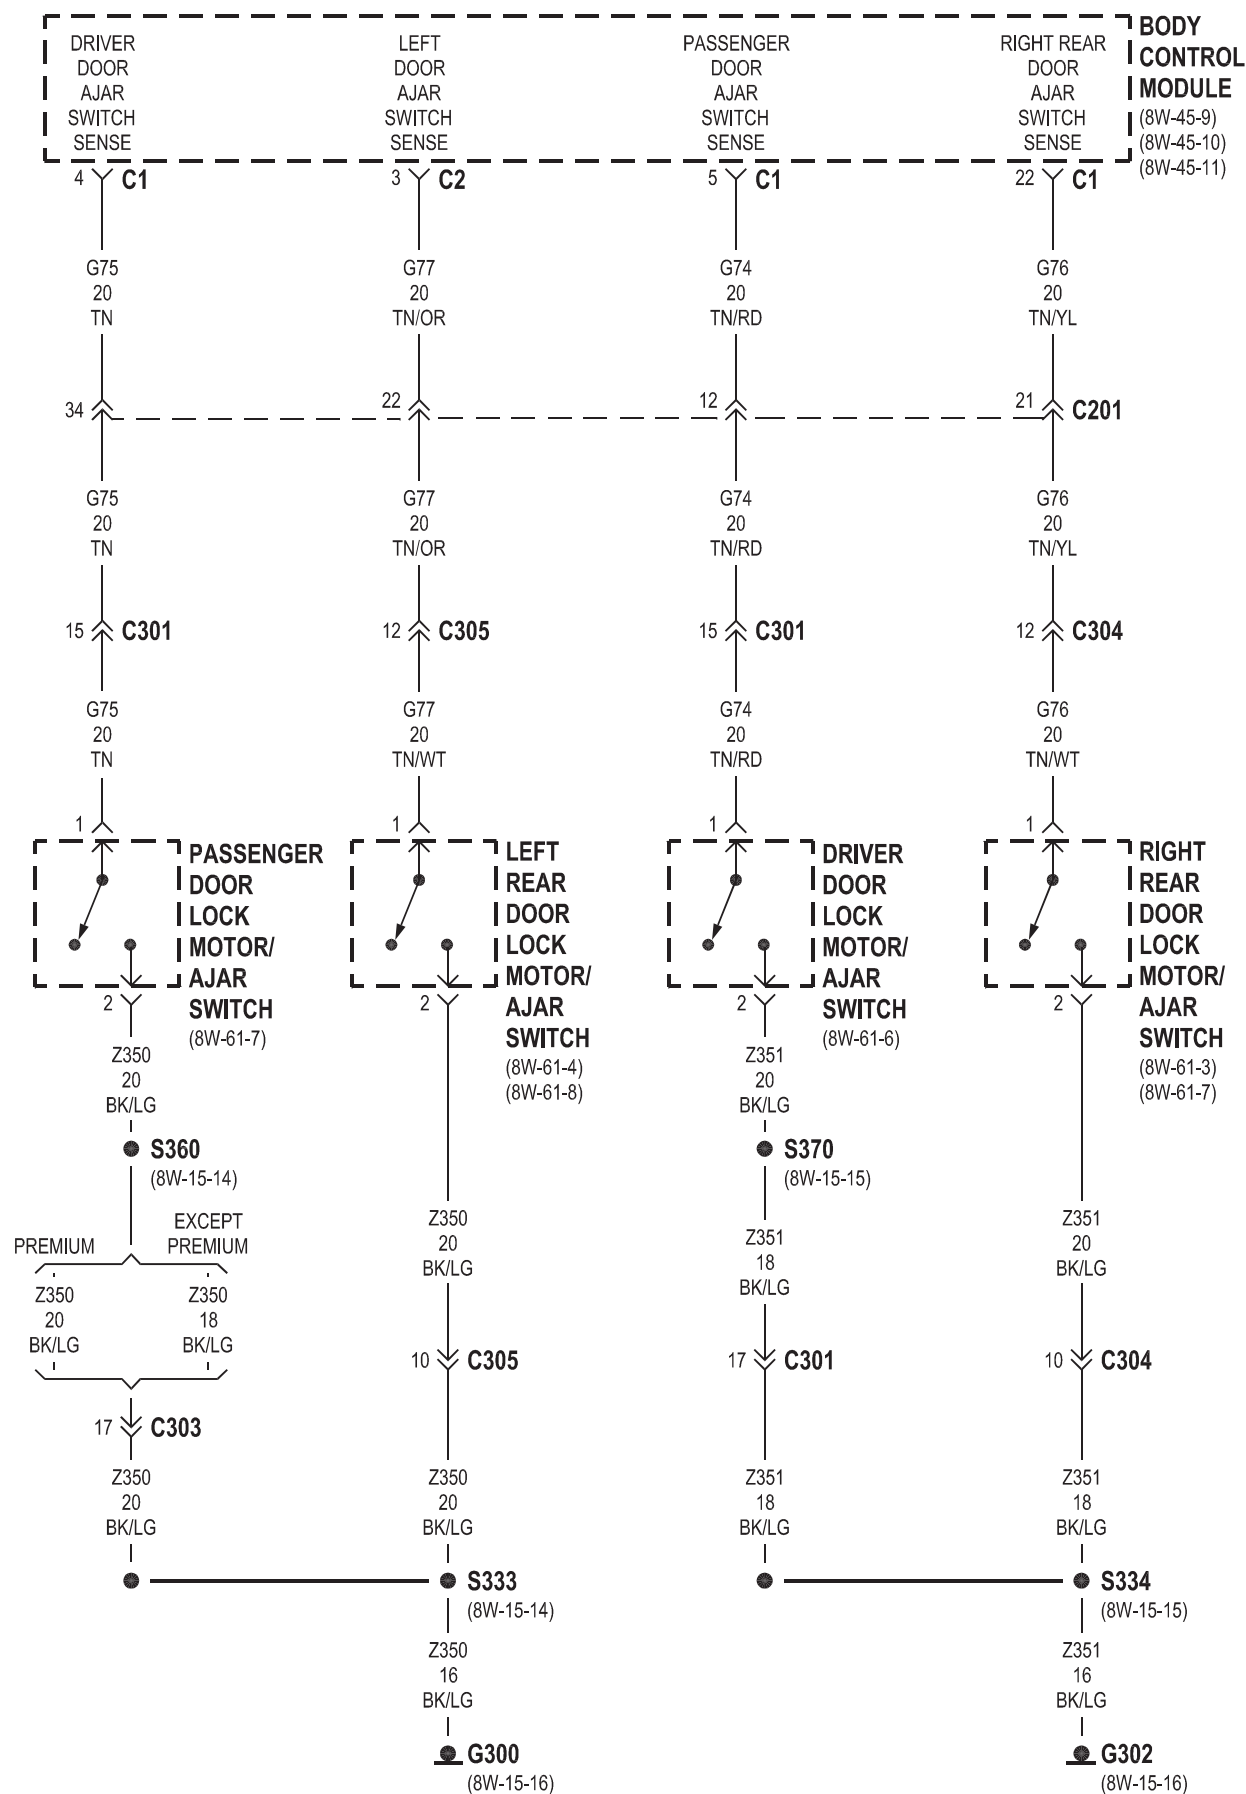 DRIVER
DOOR
AJAR
SWITCH
SENSE
LEFT
DOOR
AJAR
SWITCH
SENSE
PASSENGER
DOOR
AJAR
SWITCH
SENSE
RIGHT REAR
DOOR
AJAR
SWITCH
SENSE
BODY
CONTROL
MODULE
(8W-45-9)
(8W-45-10)
(8W-45-11)
4 C1
3 C2
5 C1
22 C1
G75
20
TN
G77
20
TN/OR
G74
20
TN/RD
G76
20
TN/YL
34
22
12
21 C201
G75
20
TN
G77
20
TN/OR
G74
20
TN/RD
G76
20
TN/YL
15 C301
12 C305
15 C301
12 C304
G75
20
TN
G77
20
TN/WT
G74
20
TN/RD
G76
20
TN/WT
1
1
1
1
PASSENGER
DOOR
LOCK
MOTOR/
AJAR
SWITCH
(8W-61-7)
LEFT
REAR
DOOR
LOCK
MOTOR/
AJAR
SWITCH
(8W-61-4)
(8W-61-8)
DRIVER
DOOR
LOCK
MOTOR/
AJAR
SWITCH
(8W-61-6)
RIGHT
REAR
DOOR
LOCK
MOTOR/
AJAR
SWITCH
(8W-61-3)
(8W-61-7)
2
2
2
2
Z350
20
BK/LG
Z351
20
BK/LG
S360
(8W-15-14)
S370
(8W-15-15)
PREMIUM
EXCEPT
PREMIUM
Z350
20
BK/LG
Z350
18
BK/LG
Z350
20
BK/LG
Z351
18
BK/LG
Z351
20
BK/LG
10 C305
17 C301
10 C304
17 C303
Z350
20
BK/LG
Z350
20
BK/LG
Z351
18
BK/LG
Z351
18
BK/LG
S333
(8W-15-14)
S334
(8W-15-15)
Z350
16
BK/LG
Z351
16
BK/LG
G300
(8W-15-16)
G302
(8W-15-16)